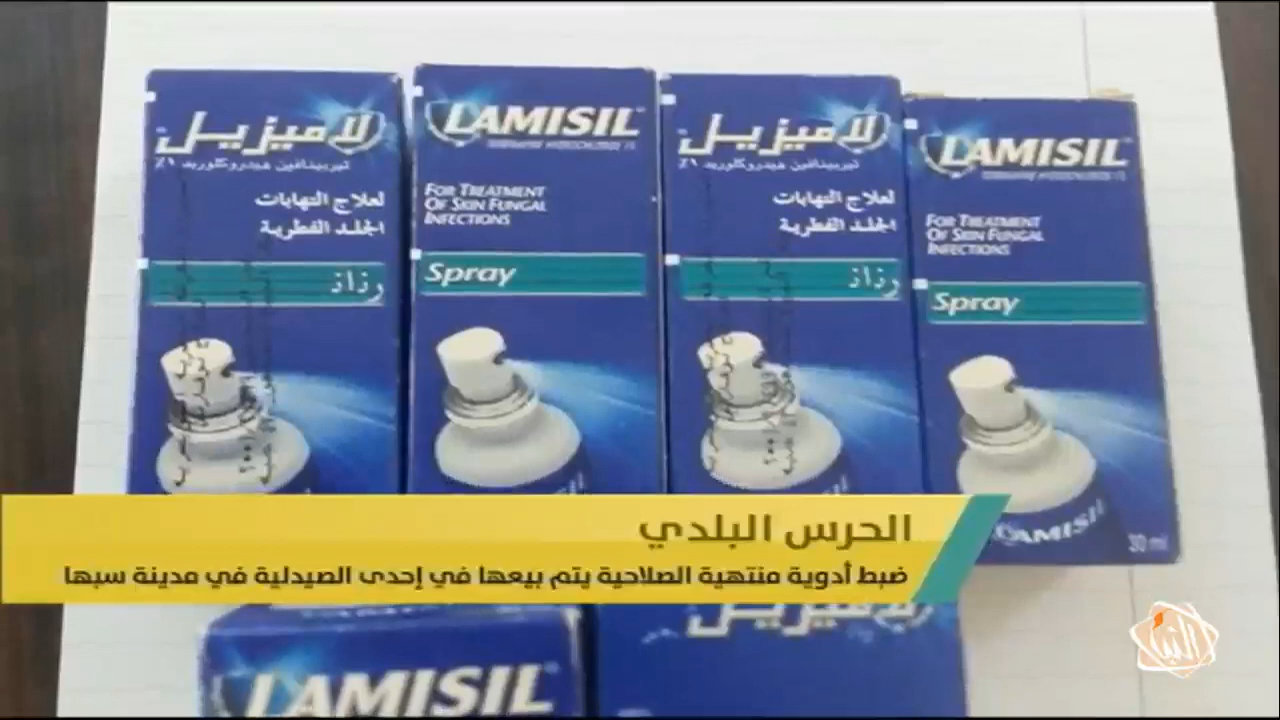 لاميزيل
تيربينافين هيدروكلوريد ١٪
لعلاج التهابات
الجلد الفطرية
رذاذ
LAMISIL
FOR TREATMENT
OF SKIN FUNGAL
INFECTIONS
Spray
لاميزيل
تيربينافين هيدروكلوريد ١٪
لعلاج التهابات
الجلد الفطرية
رذاذ
LAMISIL
FOR TREATMENT
OF SKIN FUNGAL
INFECTIONS
Spray
LAMISIL
30 ml
الحرس البلدي
ضبط أدوية منتهية الصلاحية يتم بيعها في إحدى الصيدلية في مدينة سبها
LAMISIL
لاميزيل
النبأ